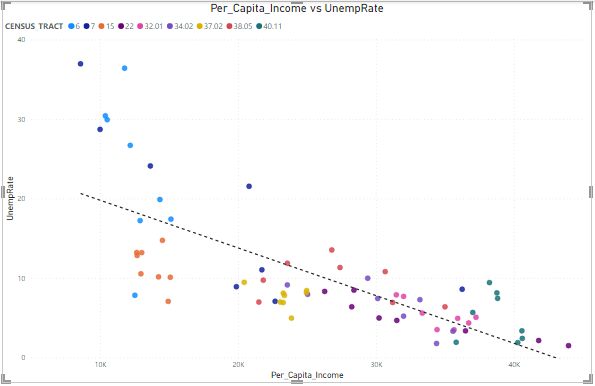 Per_Capita_Income vs UnempRate
CENSUS TRACT 6 7 15 22 32.01 34.02 37.02 38.05 40.11
40
30
20
10
0
UnempRate
10K 20K 30K 40K
Per_Capita_Income